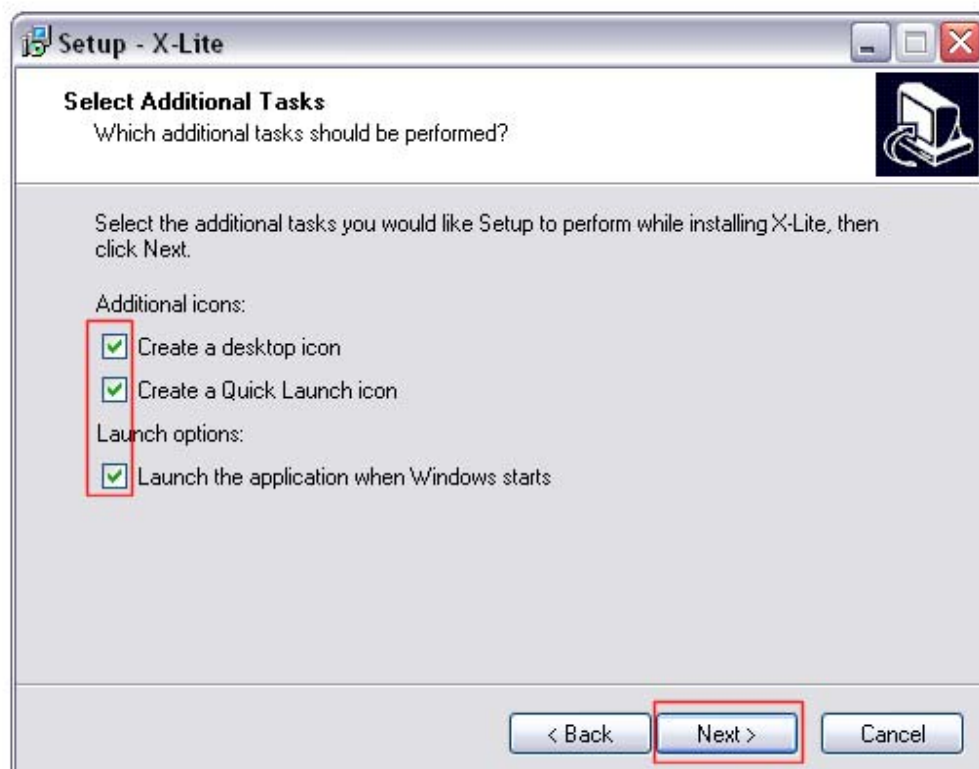 Setup - X-Lite
Select Additional Tasks
Which additional tasks should be performed?
Select the additional tasks you would like Setup to perform while installing X-Lite, then
click Next.
Additional icons:
Create a desktop icon
Create a Quick Launch icon
Launch options:
Launch the application when Windows starts
< Back
Next >
Cancel